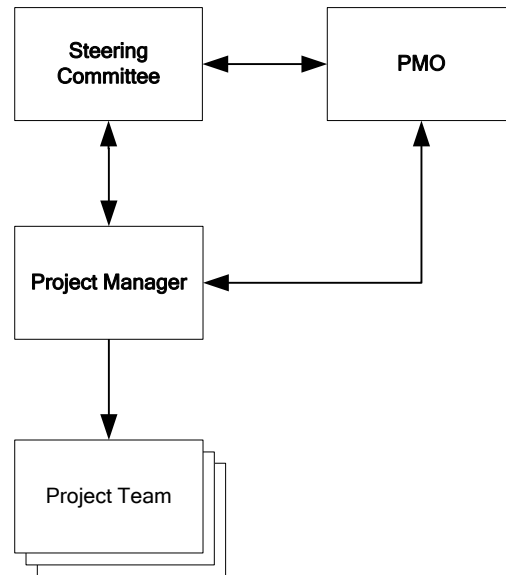 Steering
Committee
PMO
Project Manager
Project Team